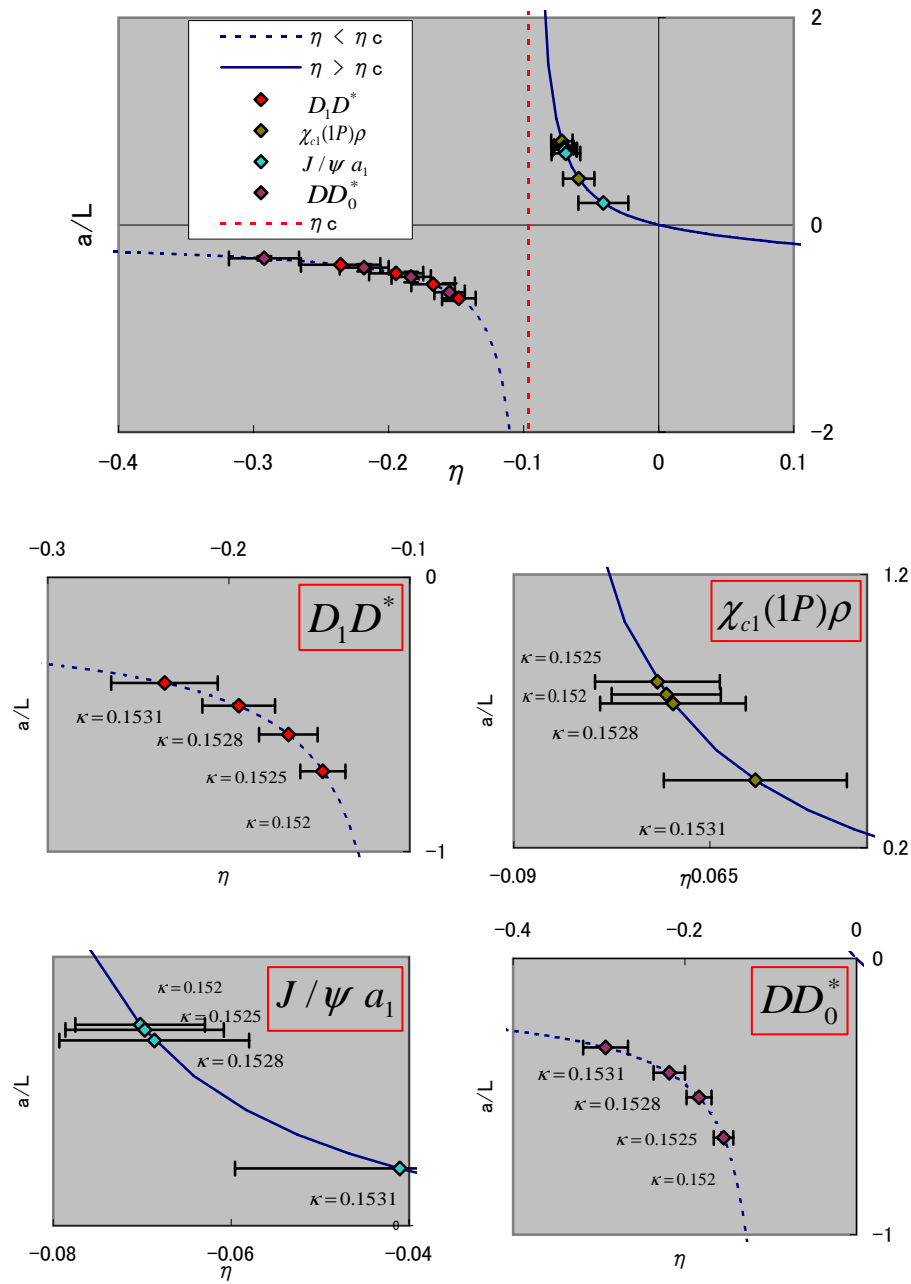 2
η < ηc
η > ηc
D₁D*
χc1(1P)ρ
J/ψ a₁
DD₀*
ηc
a/L
0
−2
−0.4 −0.3 −0.2 −0.1 0 0.1
η
−0.3 −0.2 −0.1
0
D₁D*
a/L
κ=0.1531
κ=0.1528
κ=0.1525
κ=0.152
−1
η
1.2
χc1(1P)ρ
κ=0.1525
κ=0.152
a/L
κ=0.1528
κ=0.1531
0.2
−0.09 η0.065
J/ψ a₁
κ=0.152
κ=0.1525
κ=0.1528
a/L
κ=0.1531
0
−0.08 −0.06 −0.04
η
−0.4 −0.2 0
0
DD₀*
a/L
κ=0.1531
κ=0.1528
κ=0.1525
κ=0.152
−1
η